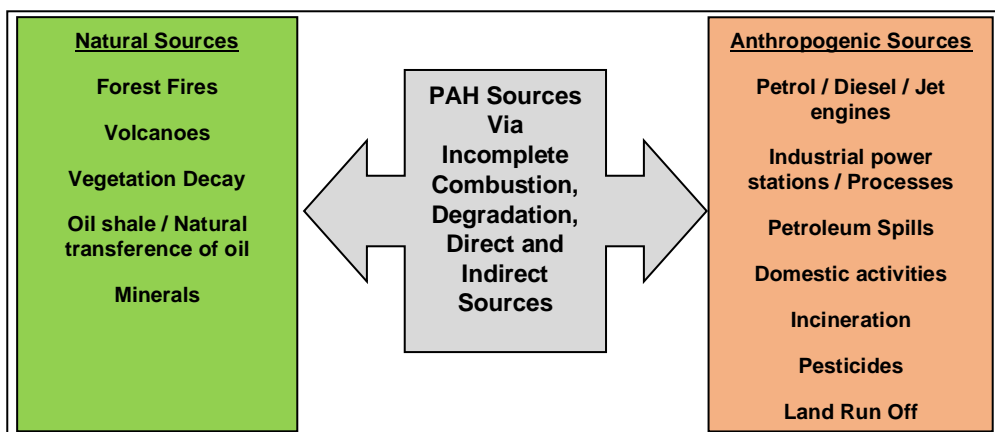 Natural Sources
Forest Fires
Volcanoes
Vegetation Decay
Oil shale / Natural
transference of oil
Minerals
PAH Sources
Via
Incomplete
Combustion,
Degradation,
Direct and
Indirect
Sources
Anthropogenic Sources
Petrol / Diesel / Jet
engines
Industrial power
stations / Processes
Petroleum Spills
Domestic activities
Incineration
Pesticides
Land Run Off